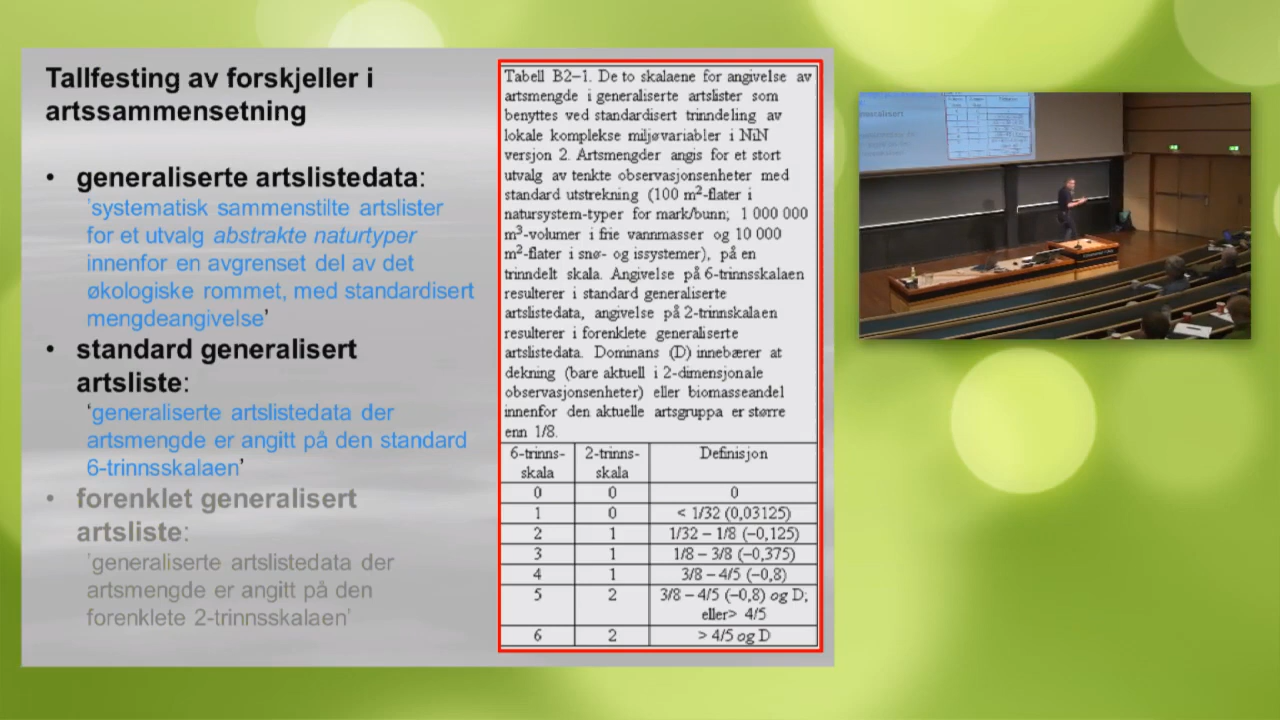 Tallfesting av forskjeller i
artssammensetning
• generaliserte artslistedata:
'systematisk sammenstilte artslister
for et utvalg abstrakte naturtyper
innenfor en avgrenset del av det
økologiske rommet, med standardisert
mengdeangivelse'
• standard generalisert
artsliste:
'generaliserte artslistedata der
artsmengde er angitt på den standard
6-trinnsskalaen'
• forenklet generalisert
artsliste:
'generaliserte artslistedata der
artsmengde er angitt på den
forenklete 2-trinnsskalaen'
Tabell B2–1. De to skalaene for angivelse av
artsmengde i generaliserte artslister som
benyttes ved standardisert trinndeling av
lokale komplekse miljøvariabler i NiN
versjon 2. Artsmengder angis for et stort
utvalg av tenkte observasjonsenheter med
standard utstrekning (100 m²-flater i
natursystem-typer for mark/bunn; 1 000 000
m³-volumer i frie vannmasser og 10 000
m²-flater i snø- og issystemer), på en
trinndelt skala. Angivelse på 6-trinnsskalaen
resulterer i standard generaliserte
artslistedata, angivelse på 2-trinnskalaen
resulterer i forenklete generaliserte
artslistedata. Dominans (D) innebærer at
dekning (bare aktuell i 2-dimensjonale
observasjonsenheter) eller biomasseandel
innenfor den aktuelle artsgruppa er større
enn 1/8.
6-trinns-skala 2-trinns-skala Definisjon
0 0 0
1 0 < 1/32 (0,03125)
2 1 1/32 – 1/8 (–0,125)
3 1 1/8 – 3/8 (–0,375)
4 1 3/8 – 4/5 (–0,8)
5 2 3/8 – 4/5 (–0,8) og D;
eller> 4/5
6 2 > 4/5 og D